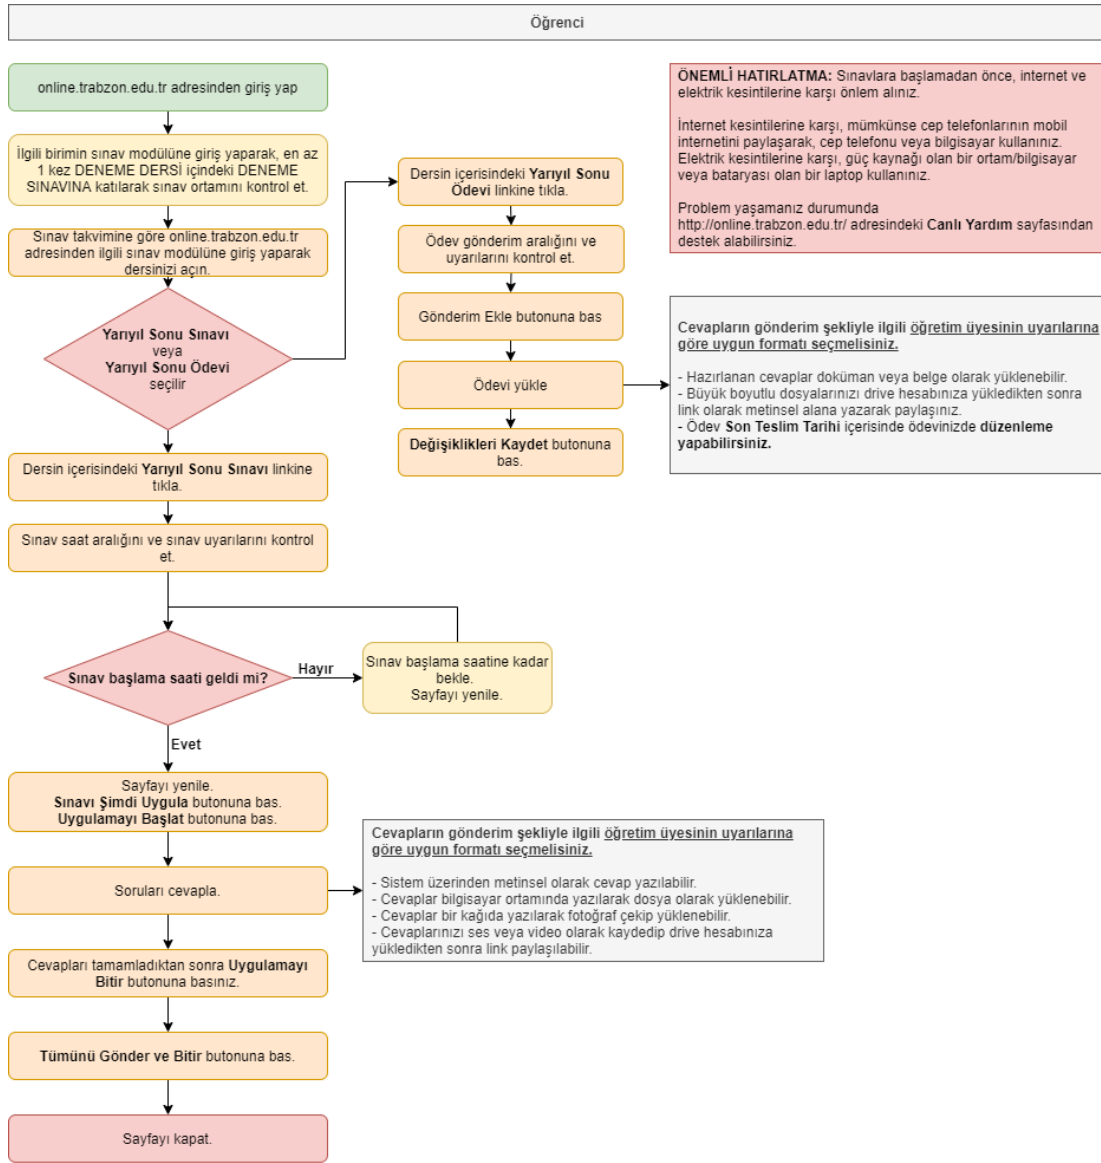 Öğrenci
online.trabzon.edu.tr adresinden giriş yap
İlgili birimin sınav modülüne giriş yaparak, en az
1 kez DENEME DERSİ içindeki DENEME
SINAVINA katılarak sınav ortamını kontrol et.
Sınav takvimine göre online.trabzon.edu.tr
adresinden ilgili sınav modülüne giriş yaparak
dersinizi açın.
Yarıyıl Sonu Sınavı
veya
Yarıyıl Sonu Ödevi
seçilir
Dersin içerisindeki Yarıyıl Sonu
Ödevi linkine tıkla.
Ödev gönderim aralığını ve
uyarılarını kontrol et.
Gönderim Ekle butonuna bas
Ödevi yükle
Değişiklikleri Kaydet butonuna
bas.
ÖNEMLİ HATIRLATMA: Sınavlara başlamadan önce, internet ve
elektrik kesintilerine karşı önlem alınız.
İnternet kesintilerine karşı, mümkünse cep telefonlarının mobil
internetini paylaşarak, cep telefonu veya bilgisayar kullanınız.
Elektrik kesintilerine karşı, güç kaynağı olan bir ortam/bilgisayar
veya bataryası olan bir laptop kullanınız.
Problem yaşamanız durumunda
http://online.trabzon.edu.tr/ adresindeki Canlı Yardım sayfasından
destek alabilirsiniz.
Cevapların gönderim şekliyle ilgili öğretim üyesinin uyarılarına
göre uygun formatı seçmelisiniz.
- Hazırlanan cevaplar doküman veya belge olarak yüklenebilir.
- Büyük boyutlu dosyalarınızı drive hesabınıza yükledikten sonra
link olarak metinsel alana yazarak paylaşınız.
- Ödev Son Teslim Tarihi içerisinde ödevinizde düzenleme
yapabilirsiniz.
Dersin içerisindeki Yarıyıl Sonu Sınavı linkine
tıkla.
Sınav saat aralığını ve sınav uyarılarını kontrol
et.
Sınav başlama saati geldi mi?
Hayır
Sınav başlama saatine kadar
bekle.
Sayfayı yenile.
Evet
Sayfayı yenile.
Sınavı Şimdi Uygula butonuna bas.
Uygulamayı Başlat butonuna bas.
Soruları cevapla.
Cevapların gönderim şekliyle ilgili öğretim üyesinin uyarılarına
göre uygun formatı seçmelisiniz.
- Sistem üzerinden metinsel olarak cevap yazılabilir.
- Cevaplar bilgisayar ortamında yazılarak dosya olarak yüklenebilir.
- Cevaplar bir kağıda yazılarak fotoğraf çekip yüklenebilir.
- Cevaplarınızı ses veya video olarak kaydedip drive hesabınıza
yükledikten sonra link paylaşılabilir.
Cevapları tamamladıktan sonra Uygulamayı
Bitir butonuna basınız.
Tümünü Gönder ve Bitir butonuna bas.
Sayfayı kapat.